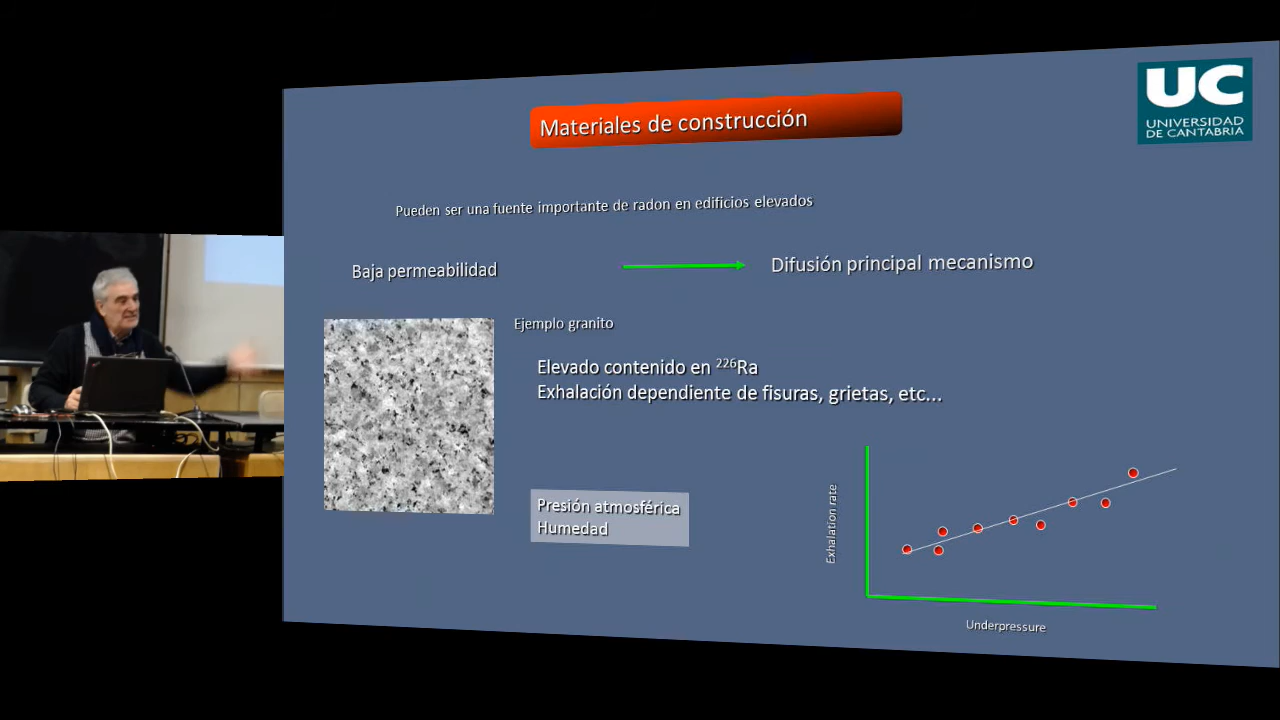 UC
UNIVERSIDAD
DE CANTABRIA
Materiales de construcción
Pueden ser una fuente importante de radon en edificios elevados
Baja permeabilidad
Difusión principal mecanismo
Ejemplo granito
Elevado contenido en ²²⁶Ra
Exhalación dependiente de fisuras, grietas, etc...
Presión atmosférica
Humedad
Exhalation rate
Underpressure